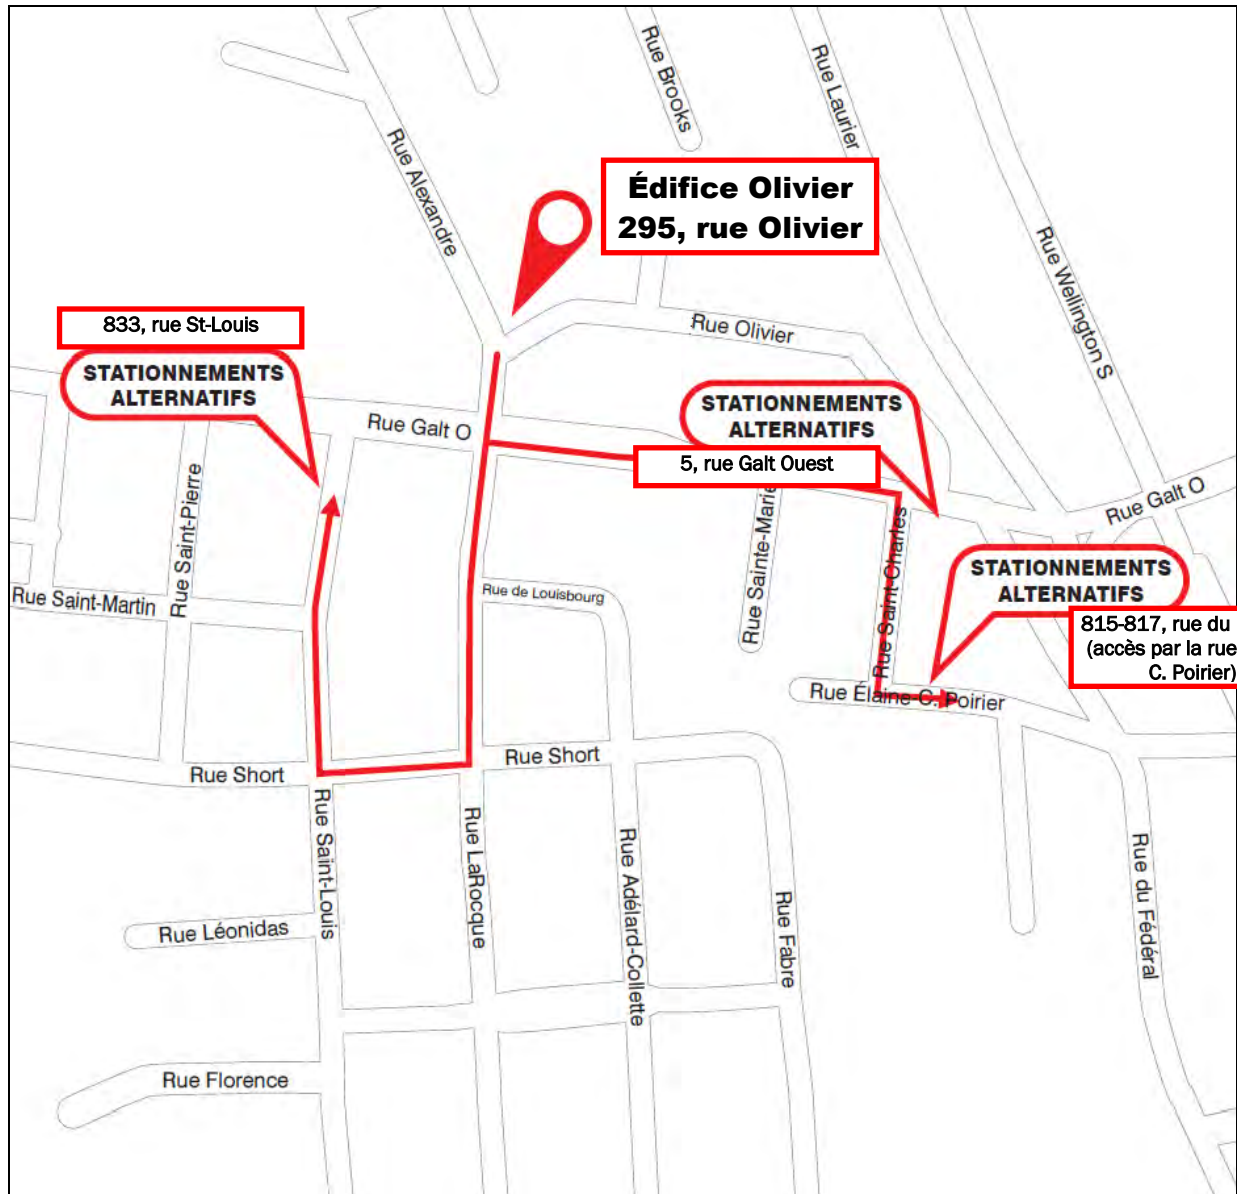 Rue Brooks
Rue Laurier
Rue Alexandre
Édifice Olivier
295, rue Olivier
Rue Wellington S
833, rue St-Louis
Rue Olivier
STATIONNEMENTS
ALTERNATIFS
STATIONNEMENTS
ALTERNATIFS
Rue Galt O
5, rue Galt Ouest
Rue Galt O
Rue Saint-Pierre
Rue Sainte-Marie
Rue Saint-Charles
STATIONNEMENTS
ALTERNATIFS
Rue Saint-Martin
Rue de Louisbourg
815-817, rue du
(accès par la rue
C. Poirier)
Rue Élaine-C. Poirier
Rue Short
Rue Short
Rue Saint-Louis
Rue LaRocque
Rue Adélard-Collette
Rue Fabre
Rue du Fédéral
Rue Léonidas
Rue Florence